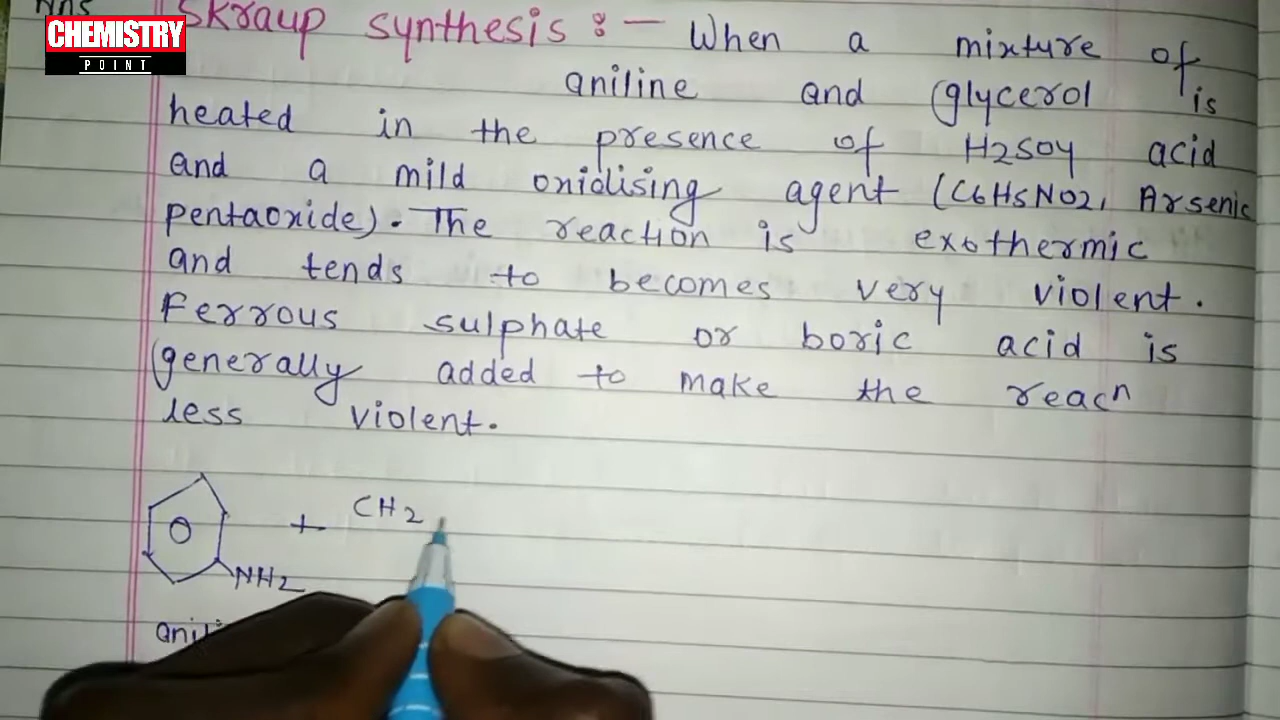 Ans
CHEMISTRY
POINT
Skraup synthesis :- When a mixture of
aniline and Glycerol is
heated in the presence of H2SO4 acid
and a mild oxidising agent (C6H5NO2, Arsenic
pentaoxide). The reaction is exothermic
and tends to becomes very violent.
Ferrous sulphate or boric acid is
Generally added to make the reacn
less violent.
+ CH2
NH2